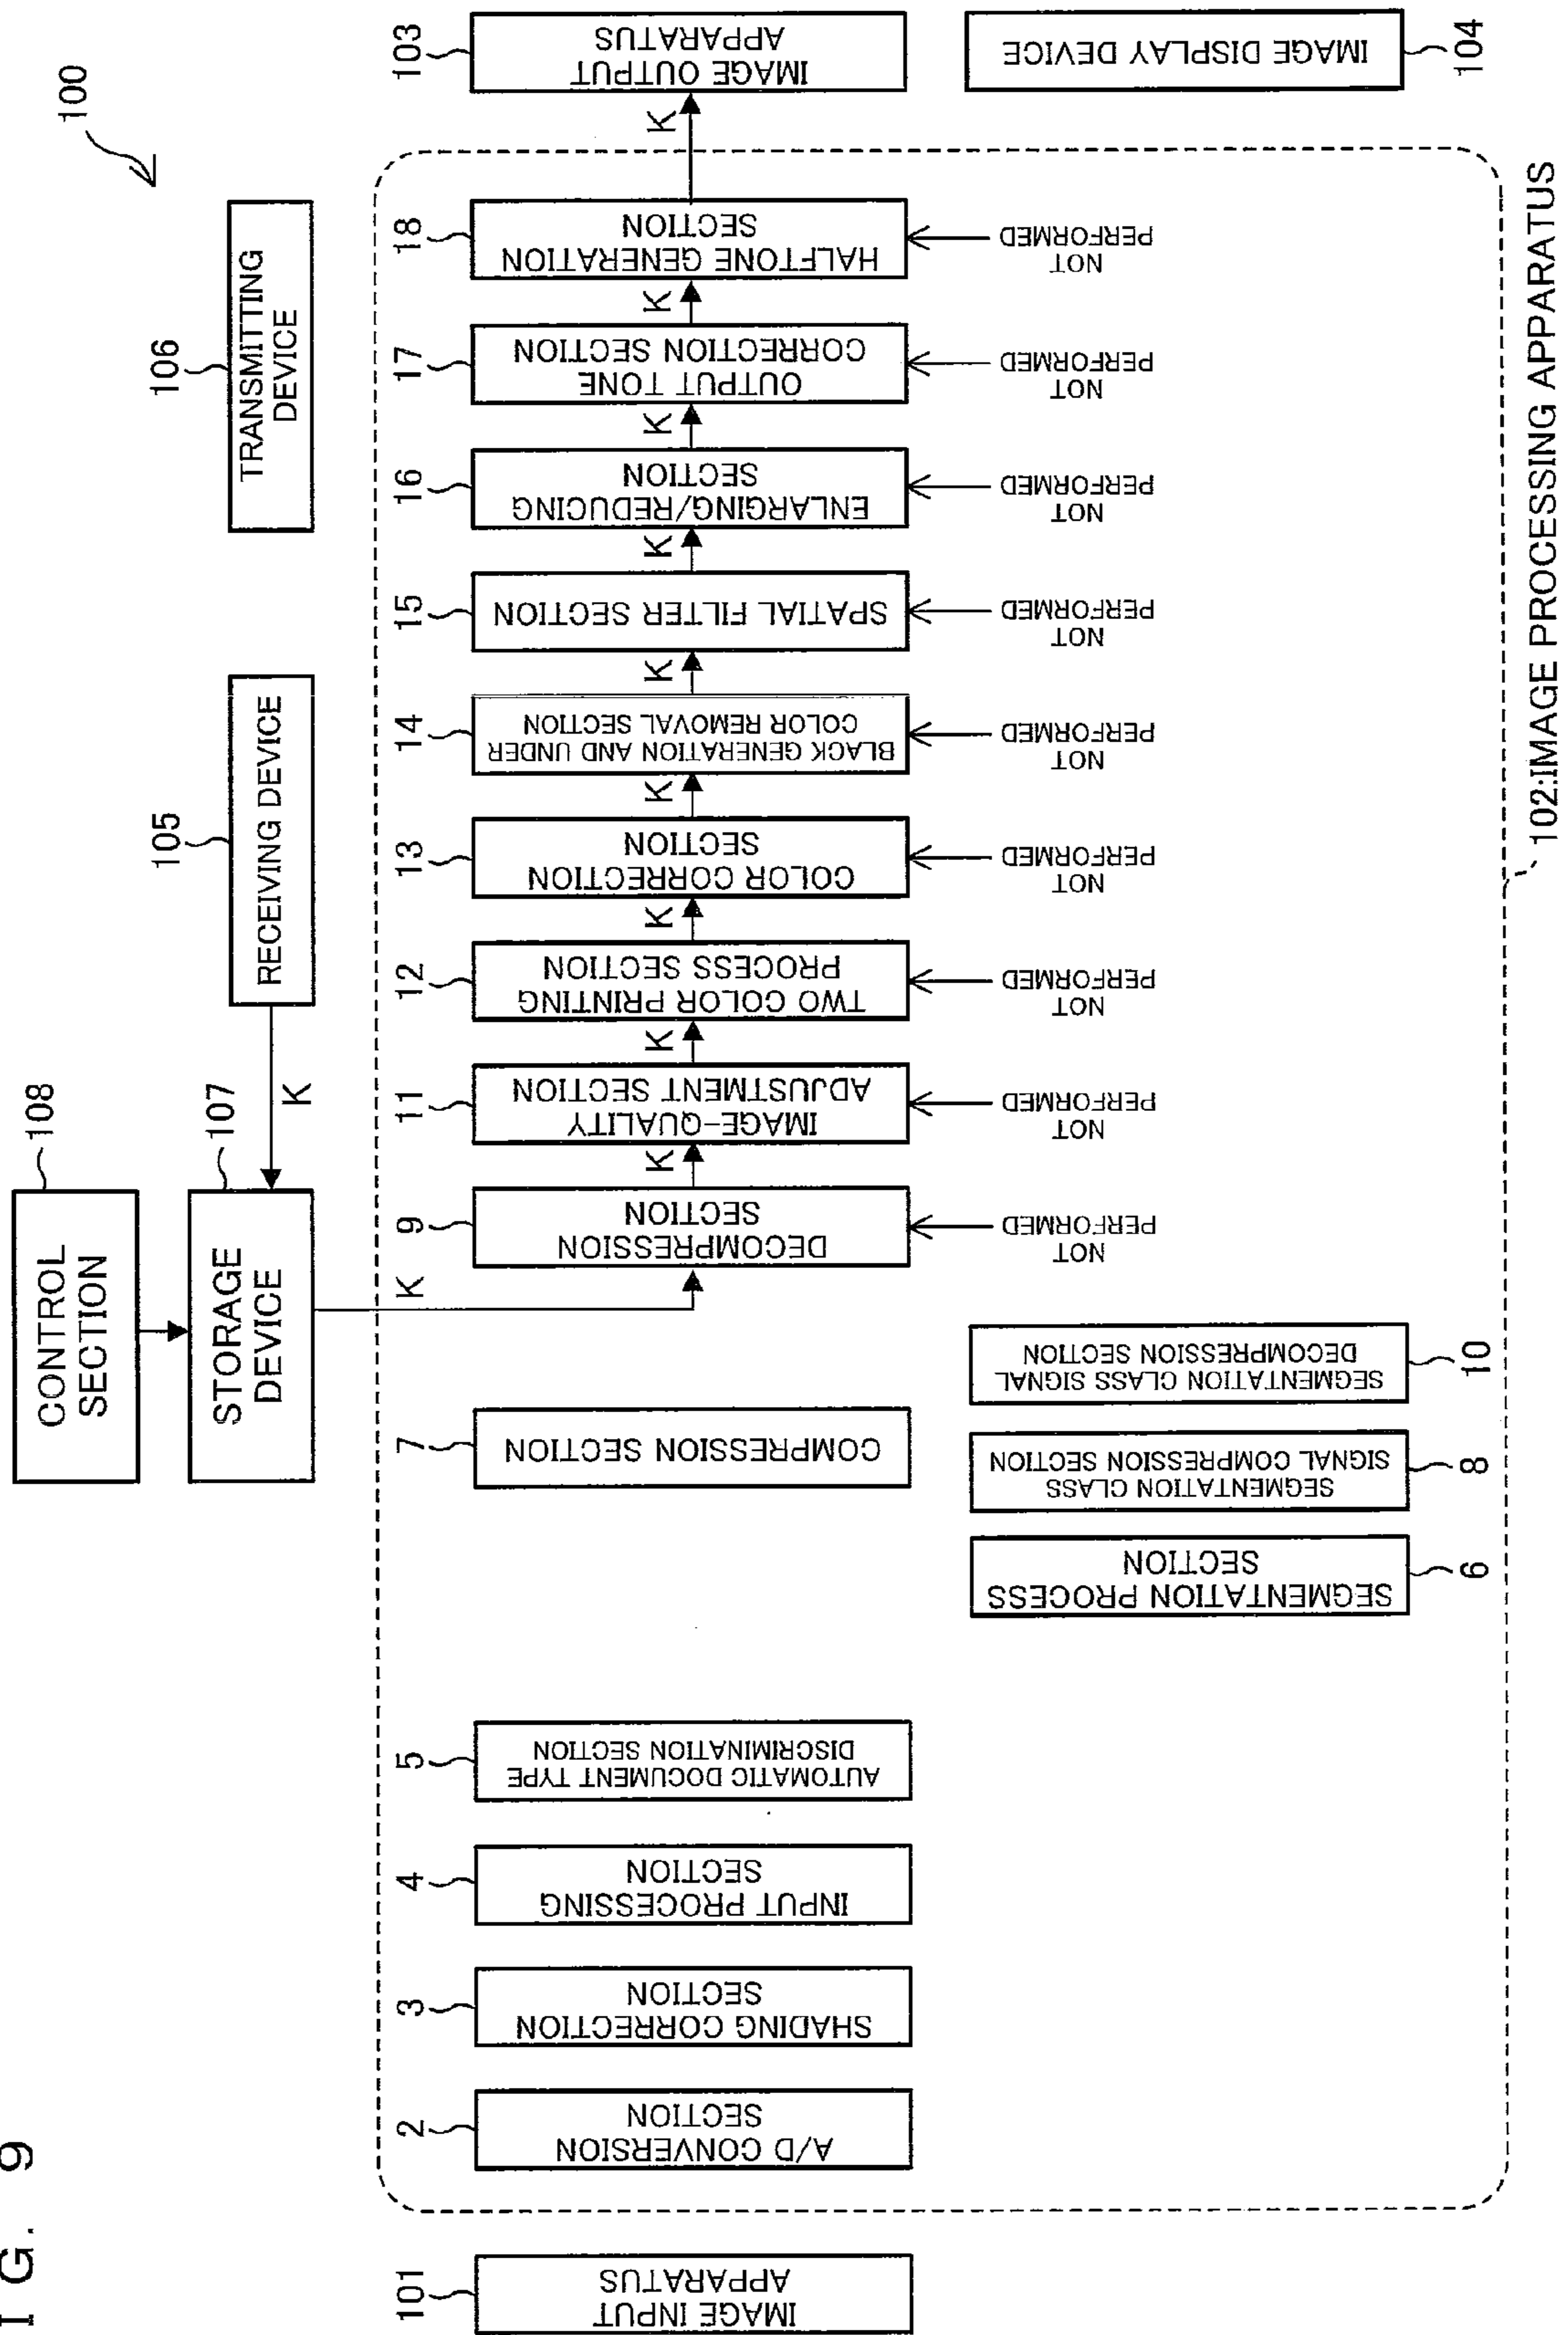 I G. 9
100
CONTROL
SECTION
108
STORAGE
DEVICE
107
K
RECEIVING DEVICE
105
TRANSMITTING
DEVICE
106
101
IMAGE INPUT
APPARATUS
2
A/D CONVERSION
SECTION
3
SHADING CORRECTION
SECTION
4
INPUT PROCESSING
SECTION
5
AUTOMATIC DOCUMENT TYPE
DISCRIMINATION SECTION
7
COMPRESSION SECTION
K
9
DECOMPRESSION
SECTION
NOT
PERFORMED
K
11
IMAGE-QUALITY
ADJUSTMENT SECTION
NOT
PERFORMED
K
12
TWO COLOR PRINTING
PROCESS SECTION
NOT
PERFORMED
K
13
COLOR CORRECTION
SECTION
NOT
PERFORMED
K
14
BLACK GENERATION AND UNDER
COLOR REMOVAL SECTION
NOT
PERFORMED
K
15
SPATIAL FILTER SECTION
NOT
PERFORMED
K
16
ENLARGING/REDUCING
SECTION
NOT
PERFORMED
K
17
OUTPUT TONE
CORRECTION SECTION
NOT
PERFORMED
K
18
HALFTONE GENERATION
SECTION
NOT
PERFORMED
K
103
IMAGE OUTPUT
APPARATUS
SEGMENTATION PROCESS
SECTION
6
SEGMENTATION CLASS
SIGNAL COMPRESSION SECTION
8
SEGMENTATION CLASS SIGNAL
DECOMPRESSION SECTION
10
IMAGE DISPLAY DEVICE
104
102:IMAGE PROCESSING APPARATUS